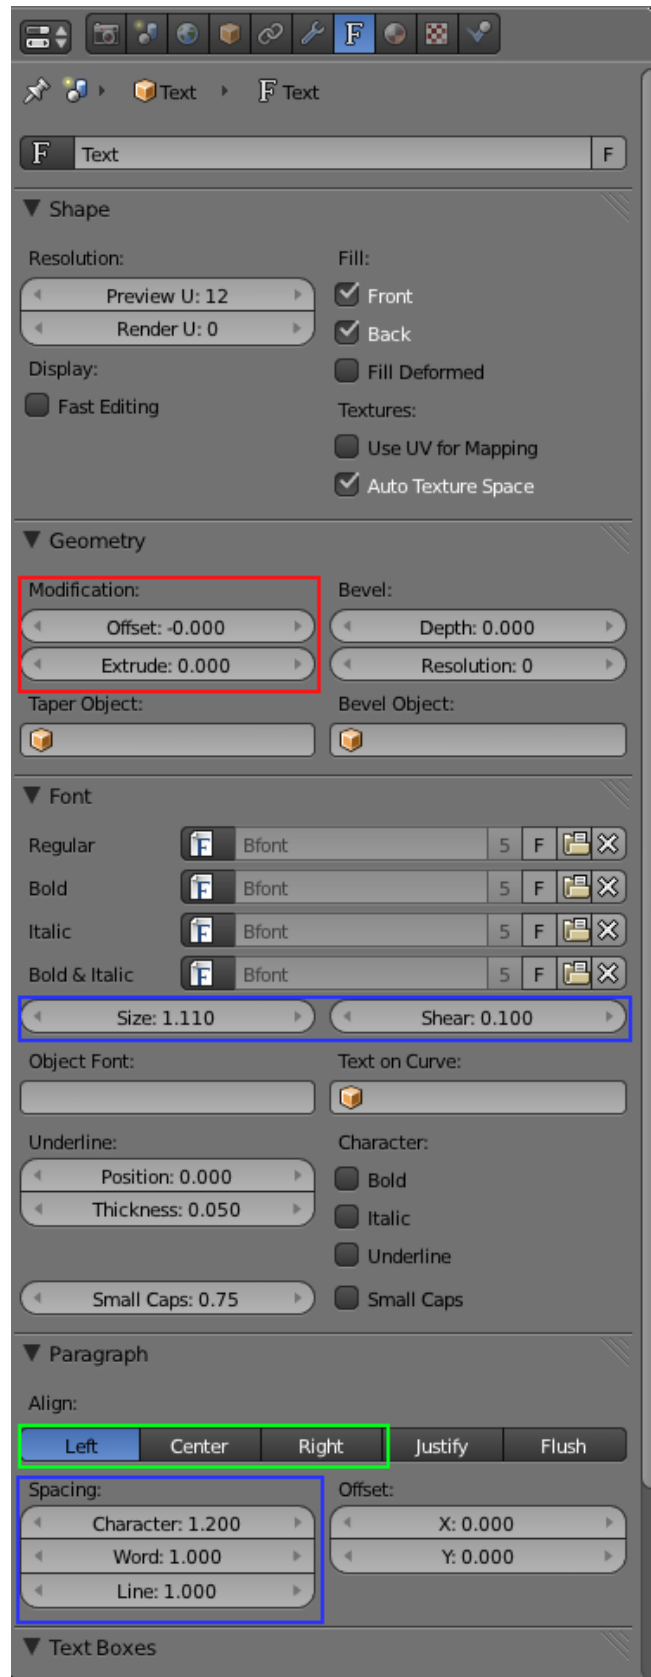 Text
F Text
F Text F
Shape
Resolution: Fill:
Preview U: 12 Front
Render U: 0 Back
Display: Fill Deformed
Fast Editing Textures:
Use UV for Mapping
Auto Texture Space
Geometry
Modification: Bevel:
Offset: -0.000 Depth: 0.000
Extrude: 0.000 Resolution: 0
Taper Object: Bevel Object:
Font
Regular F Bfont 5 F
Bold F Bfont 5 F
Italic F Bfont 5 F
Bold & Italic F Bfont 5 F
Size: 1.110 Shear: 0.100
Object Font: Text on Curve:
Underline: Character:
Position: 0.000 Bold
Thickness: 0.050 Italic
Underline
Small Caps: 0.75 Small Caps
Paragraph
Align:
Left Center Right Justify Flush
Spacing: Offset:
Character: 1.200 X: 0.000
Word: 1.000 Y: 0.000
Line: 1.000
Text Boxes